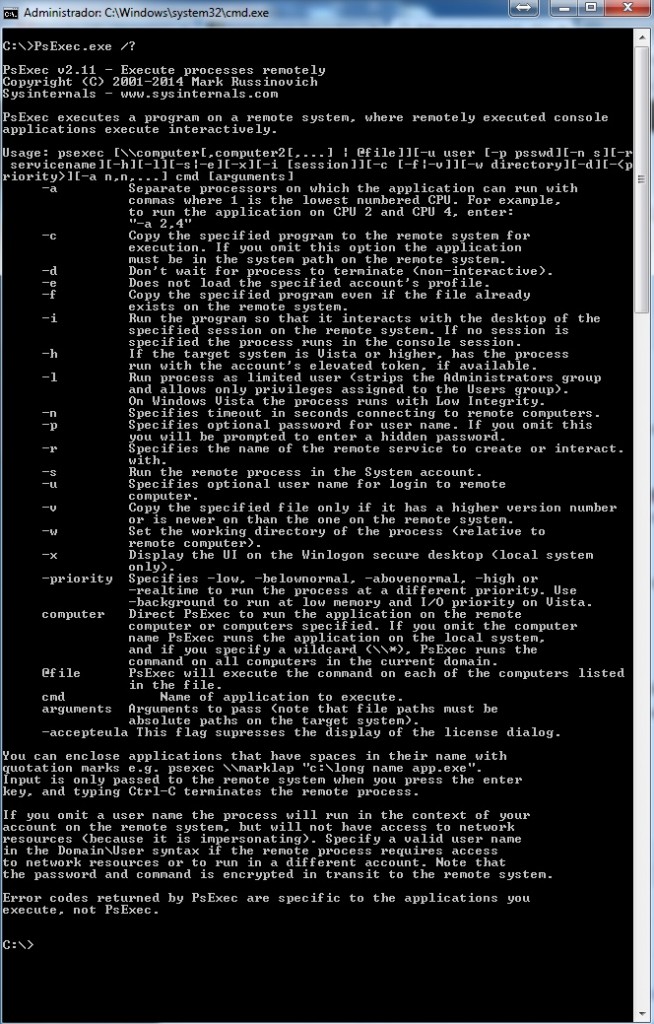 Administrador: C:\Windows\system32\cmd.exe
C:\>PsExec.exe /?
PsExec v2.11 - Execute processes remotely
Copyright (C) 2001-2014 Mark Russinovich
Sysinternals - www.sysinternals.com
PsExec executes a program on a remote system, where remotely executed console
applications execute interactively.
Usage: psexec [\\computer[,computer2[,...] | @file]][-u user [-p psswd][-n s][-r
 servicename][-h][-l][-s|-e][-x][-i [session]][-c [-f|-v]][-w directory][-d][-<p
riority>][-a n,n,...] cmd [arguments]
-a Separate processors on which the application can run with
commas where 1 is the lowest numbered CPU. For example,
to run the application on CPU 2 and CPU 4, enter:
"-a 2,4"
-c Copy the specified program to the remote system for
execution. If you omit this option the application
must be in the system path on the remote system.
-d Don't wait for process to terminate (non-interactive).
-e Does not load the specified account's profile.
-f Copy the specified program even if the file already
exists on the remote system.
-i Run the program so that it interacts with the desktop of the
specified session on the remote system. If no session is
specified the process runs in the console session.
-h If the target system is Vista or higher, has the process
run with the account's elevated token, if available.
-l Run process as limited user (strips the Administrators group
and allows only privileges assigned to the Users group).
On Windows Vista the process runs with Low Integrity.
-n Specifies timeout in seconds connecting to remote computers.
-p Specifies optional password for user name. If you omit this
you will be prompted to enter a hidden password.
-r Specifies the name of the remote service to create or interact.
with.
-s Run the remote process in the System account.
-u Specifies optional user name for login to remote
computer.
-v Copy the specified file only if it has a higher version number
or is newer on than the one on the remote system.
-w Set the working directory of the process (relative to
remote computer).
-x Display the UI on the Winlogon secure desktop (local system
only).
-priority Specifies -low, -belownormal, -abovenormal, -high or
-realtime to run the process at a different priority. Use
-background to run at low memory and I/O priority on Vista.
computer Direct PsExec to run the application on the remote
computer or computers specified. If you omit the computer
name PsExec runs the application on the local system,
and if you specify a wildcard (\\*), PsExec runs the
command on all computers in the current domain.
@file PsExec will execute the command on each of the computers listed
in the file.
cmd Name of application to execute.
arguments Arguments to pass (note that file paths must be
absolute paths on the target system).
-accepteula This flag supresses the display of the license dialog.
You can enclose applications that have spaces in their name with
quotation marks e.g. psexec \\marklap "c:\long name app.exe".
Input is only passed to the remote system when you press the enter
key, and typing Ctrl-C terminates the remote process.
If you omit a user name the process will run in the context of your
account on the remote system, but will not have access to network
resources (because it is impersonating). Specify a valid user name
in the Domain\User syntax if the remote process requires access
to network resources or to run in a different account. Note that
the password and command is encrypted in transit to the remote system.
Error codes returned by PsExec are specific to the applications you
execute, not PsExec.
C:\>